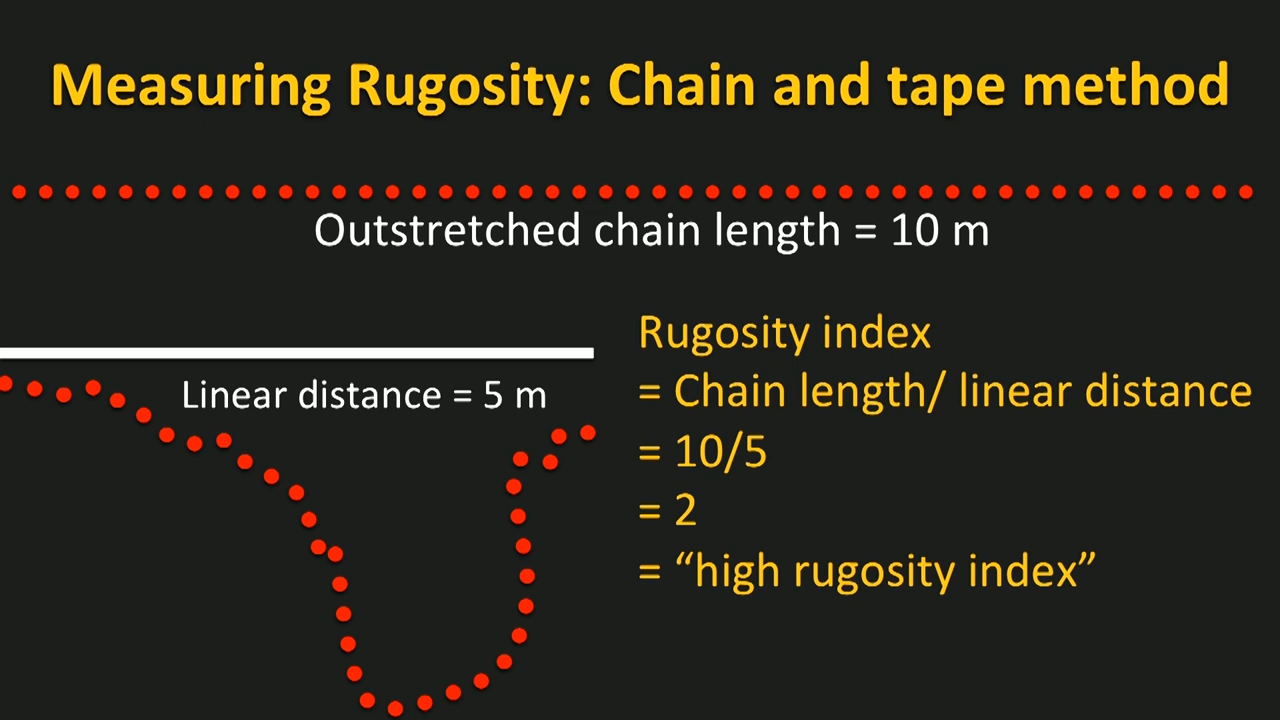 Measuring Rugosity: Chain and tape method
Outstretched chain length = 10 m
Linear distance = 5 m
Rugosity index
= Chain length/ linear distance
= 10/5
= 2
= “high rugosity index”